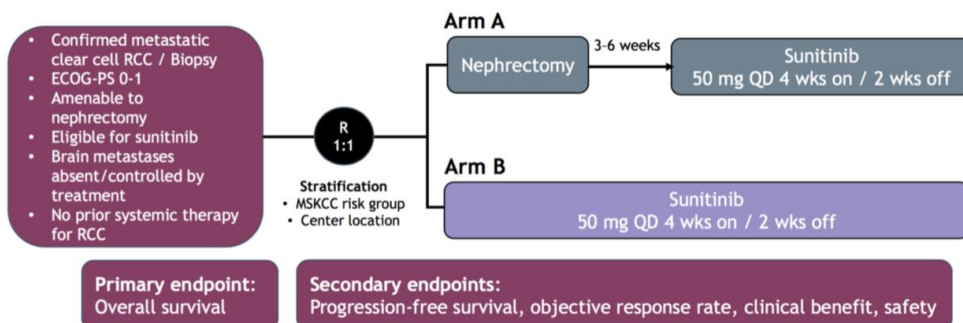 • Confirmed metastatic
clear cell RCC / Biopsy
• ECOG-PS 0-1
• Amenable to
nephrectomy
• Eligible for sunitinib
• Brain metastases
absent/controlled by
treatment
• No prior systemic therapy
for RCC
R
1:1
Stratification
• MSKCC risk group
• Center location
Arm A
Nephrectomy
3–6 weeks
Sunitinib
50 mg QD 4 wks on / 2 wks off
Arm B
Sunitinib
50 mg QD 4 wks on / 2 wks off
Primary endpoint:
Overall survival
Secondary endpoints:
Progression-free survival, objective response rate, clinical benefit, safety